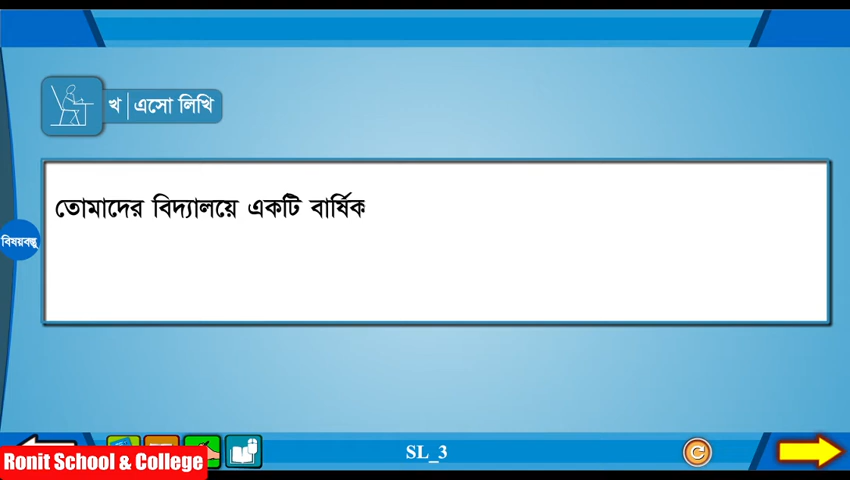 খ | এসো লিখি
তোমাদের বিদ্যালয়ে একটি বার্ষিক
বিষয়বস্তু
SL_3
Ronit School & College